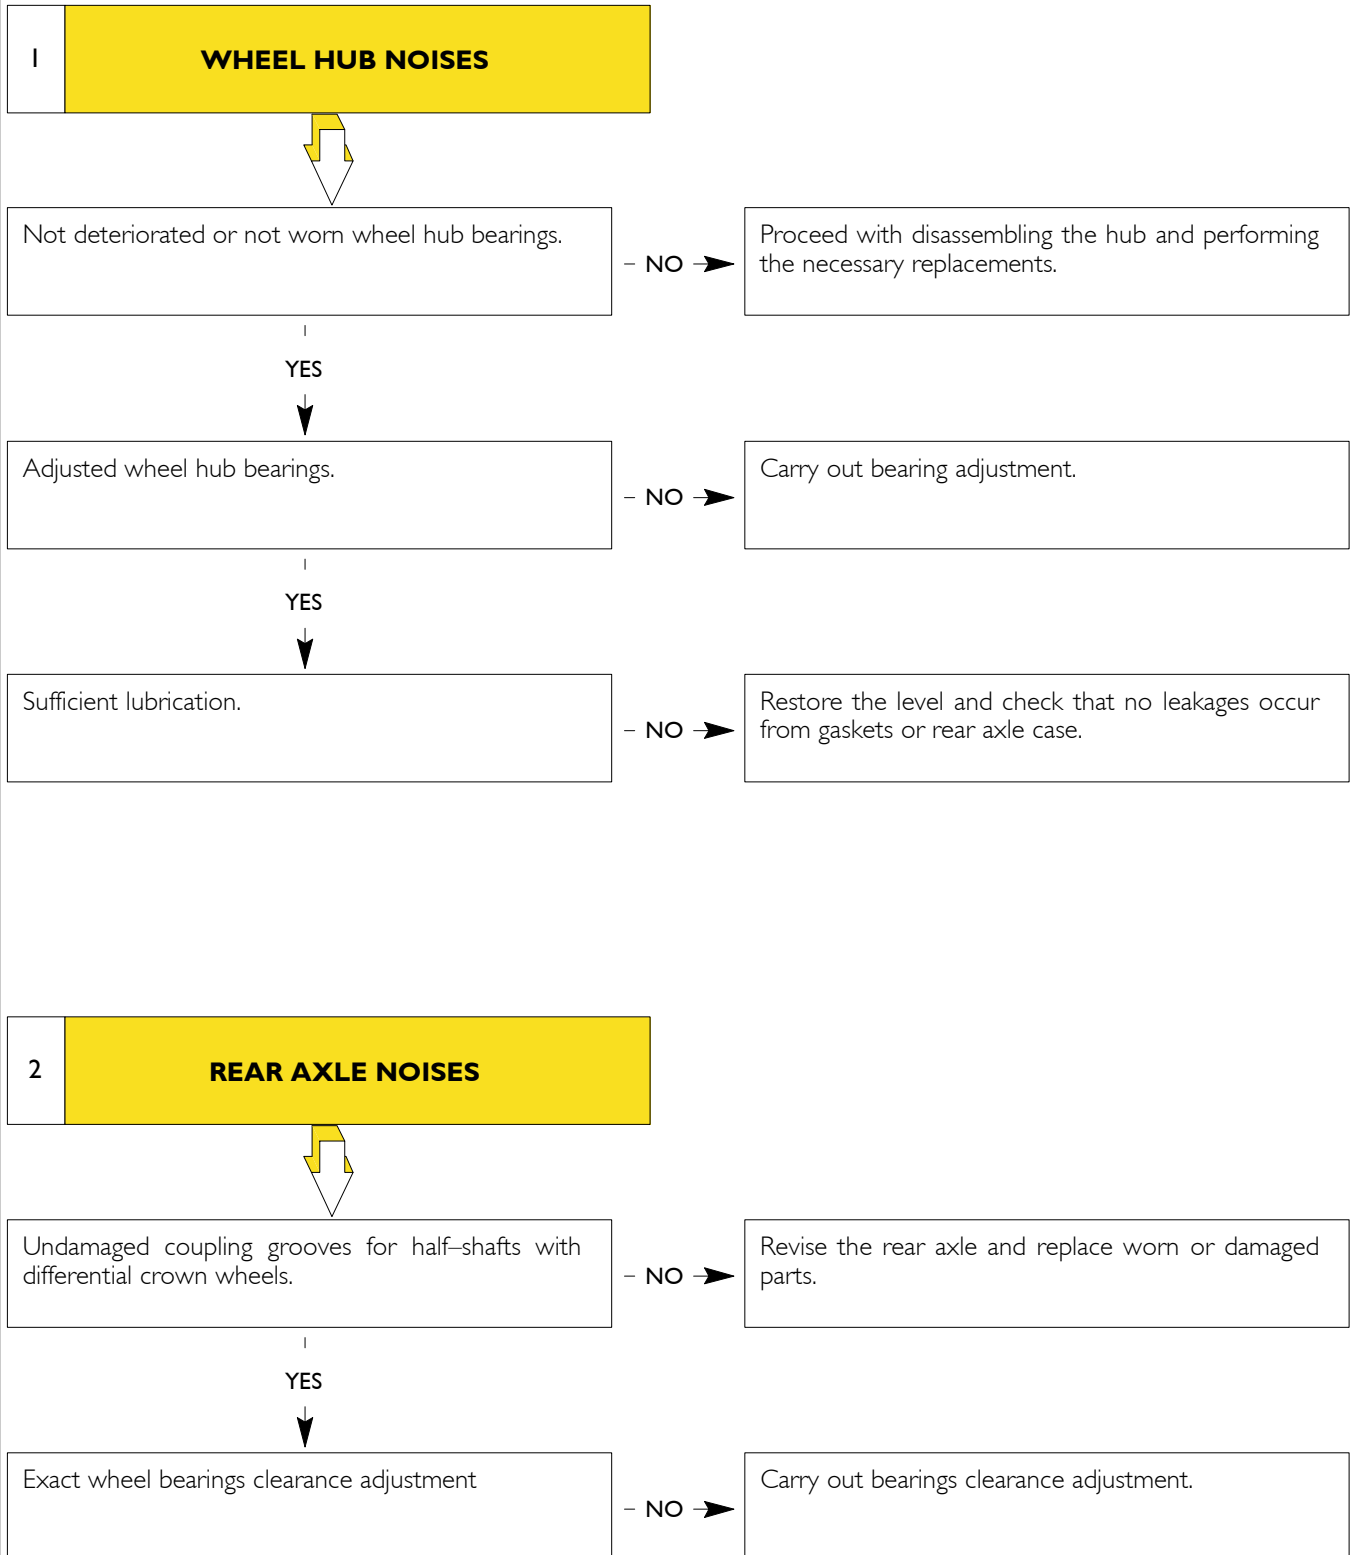 1
WHEEL HUB NOISES
Not deteriorated or not worn wheel hub bearings.
NO
Proceed with disassembling the hub and performing
the necessary replacements.
YES
Adjusted wheel hub bearings.
NO
Carry out bearing adjustment.
YES
Sufficient lubrication.
NO
Restore the level and check that no leakages occur
from gaskets or rear axle case.
2
REAR AXLE NOISES
Undamaged coupling grooves for half–shafts with
differential crown wheels.
NO
Revise the rear axle and replace worn or damaged
parts.
YES
Exact wheel bearings clearance adjustment
NO
Carry out bearings clearance adjustment.